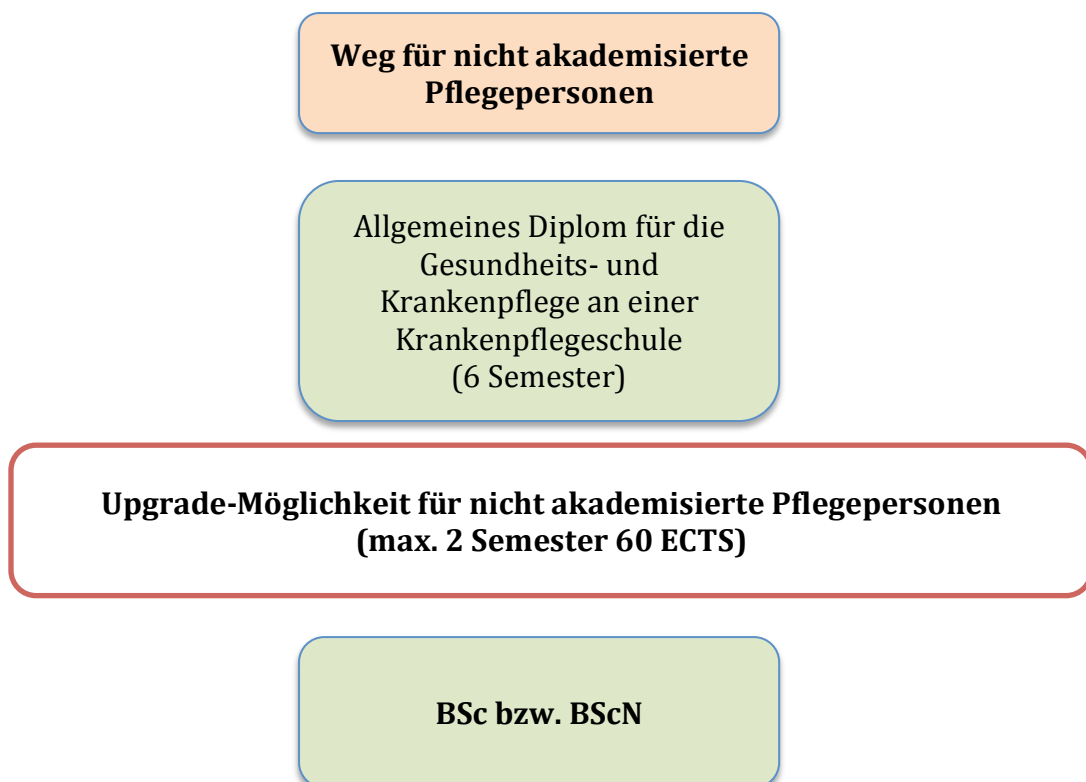 Weg für nicht akademisierte
Pflegepersonen
Allgemeines Diplom für die
Gesundheits- und
Krankenpflege an einer
Krankenpflegeschule
(6 Semester)
Upgrade-Möglichkeit für nicht akademisierte Pflegepersonen
(max. 2 Semester 60 ECTS)
BSc bzw. BScN